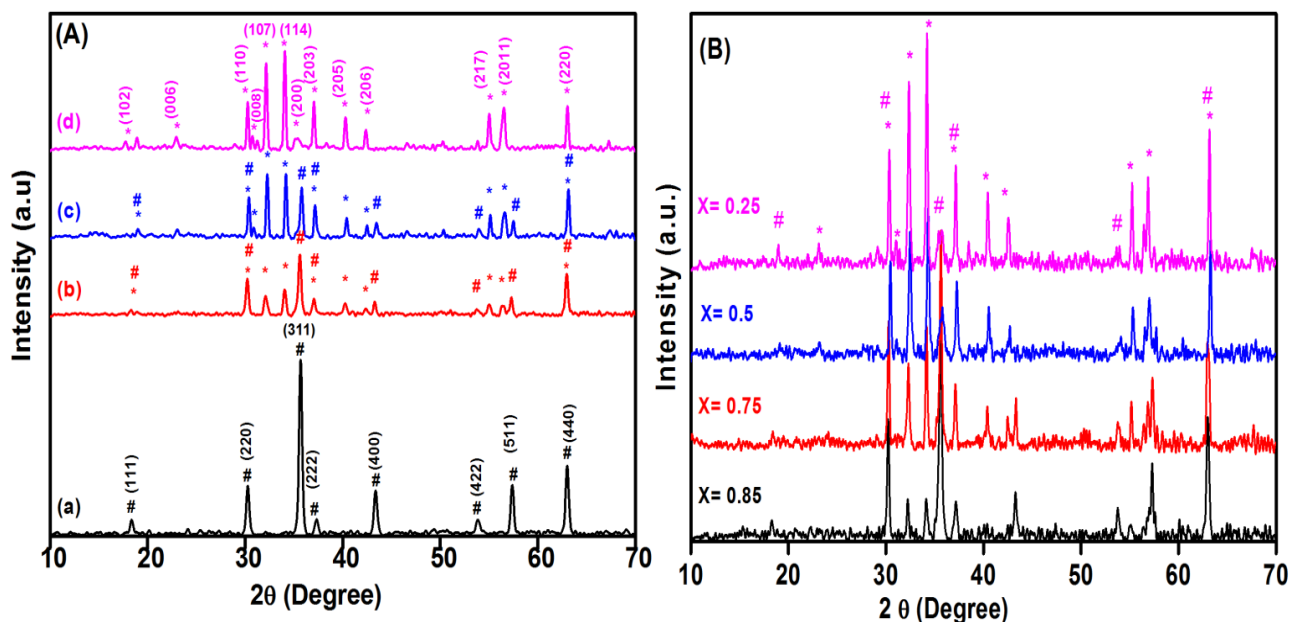 (A)
(102)
(006)
(110)
(008)
(107)
(114)
(200)
(203)
(205)
(206)
(217)
(2011)
(220)
*
(d)
#
*
(c)
#
*
(b)
(311)
#
(111)
(220)
(222)
(400)
(422)
(511)
(440)
(a)
10 20 30 40 50 60 70
2θ (Degree)
Intensity (a.u)
(B)
#
*
X= 0.25
X= 0.5
X= 0.75
X= 0.85
10 20 30 40 50 60 70
2 θ (Degree)
Intensity (a.u.)